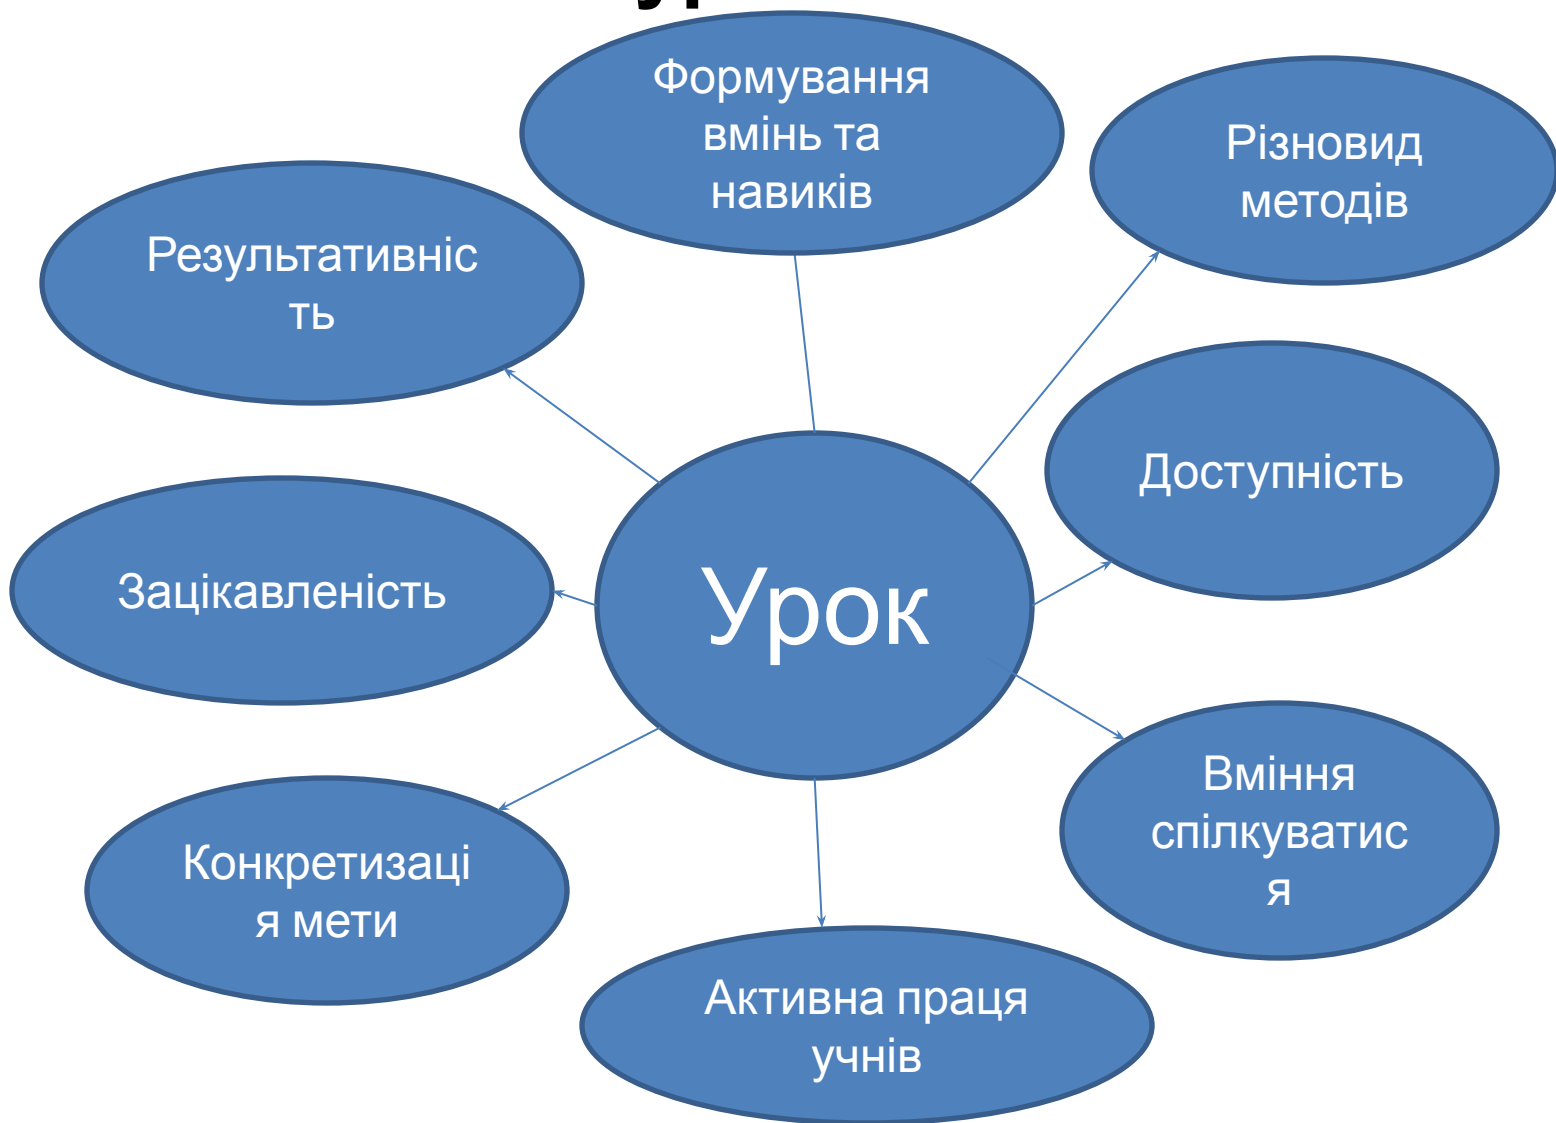 Формування
вмінь та
навиків
Різновид
методів
Результативніс
ть
Доступність
Зацікавленість
Урок
Вміння
спілкуватис
я
Конкретизаці
я мети
Активна праця
учнів